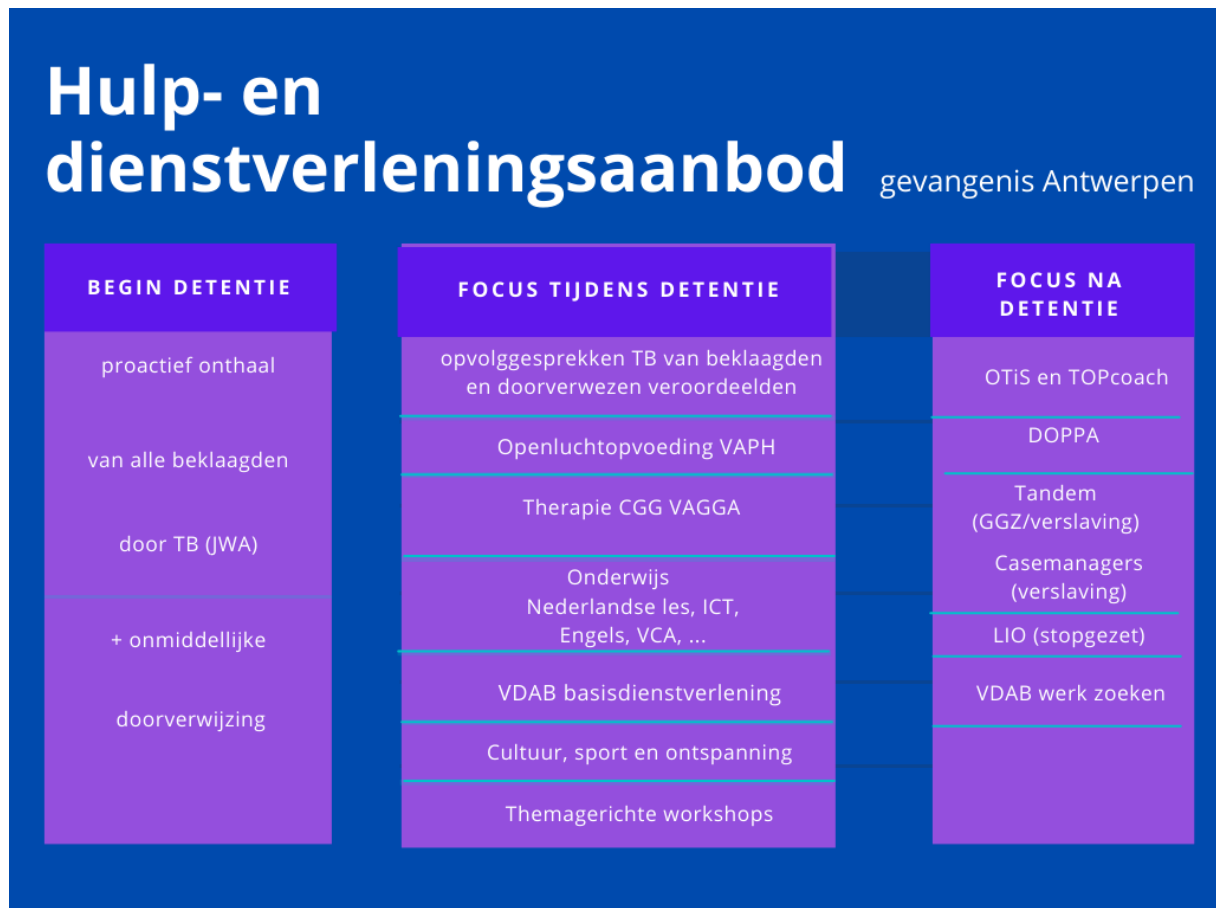 Hulp- en
dienstverleningsaanbod gevangenis Antwerpen
BEGIN DETENTIE
proactief onthaal
van alle beklaagden
door TB (JWA)
+ onmiddellijke
doorverwijzing
FOCUS TIJDENS DETENTIE
opvolggesprekken TB van beklaagden
en doorverwezen veroordeelden
Openluchtopvoeding VAPH
Therapie CGG VAGGA
Onderwijs
Nederlandse les, ICT,
Engels, VCA, ...
VDAB basisdienstverlening
Cultuur, sport en ontspanning
Themagerichte workshops
FOCUS NA
DETENTIE
OTiS en TOPcoach
DOPPA
Tandem
(GGZ/verslaving)
Casemanagers
(verslaving)
LIO (stopgezet)
VDAB werk zoeken